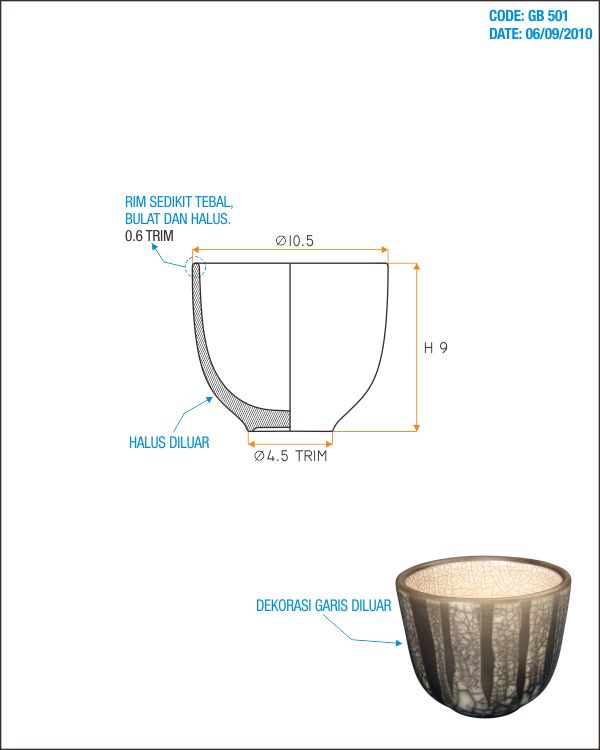 CODE: GB 501
DATE: 06/09/2010
RIM SEDIKIT TEBAL,
BULAT DAN HALUS.
0.6 TRIM
Ø10.5
H 9
HALUS DILUAR
Ø4.5 TRIM
DEKORASI GARIS DILUAR